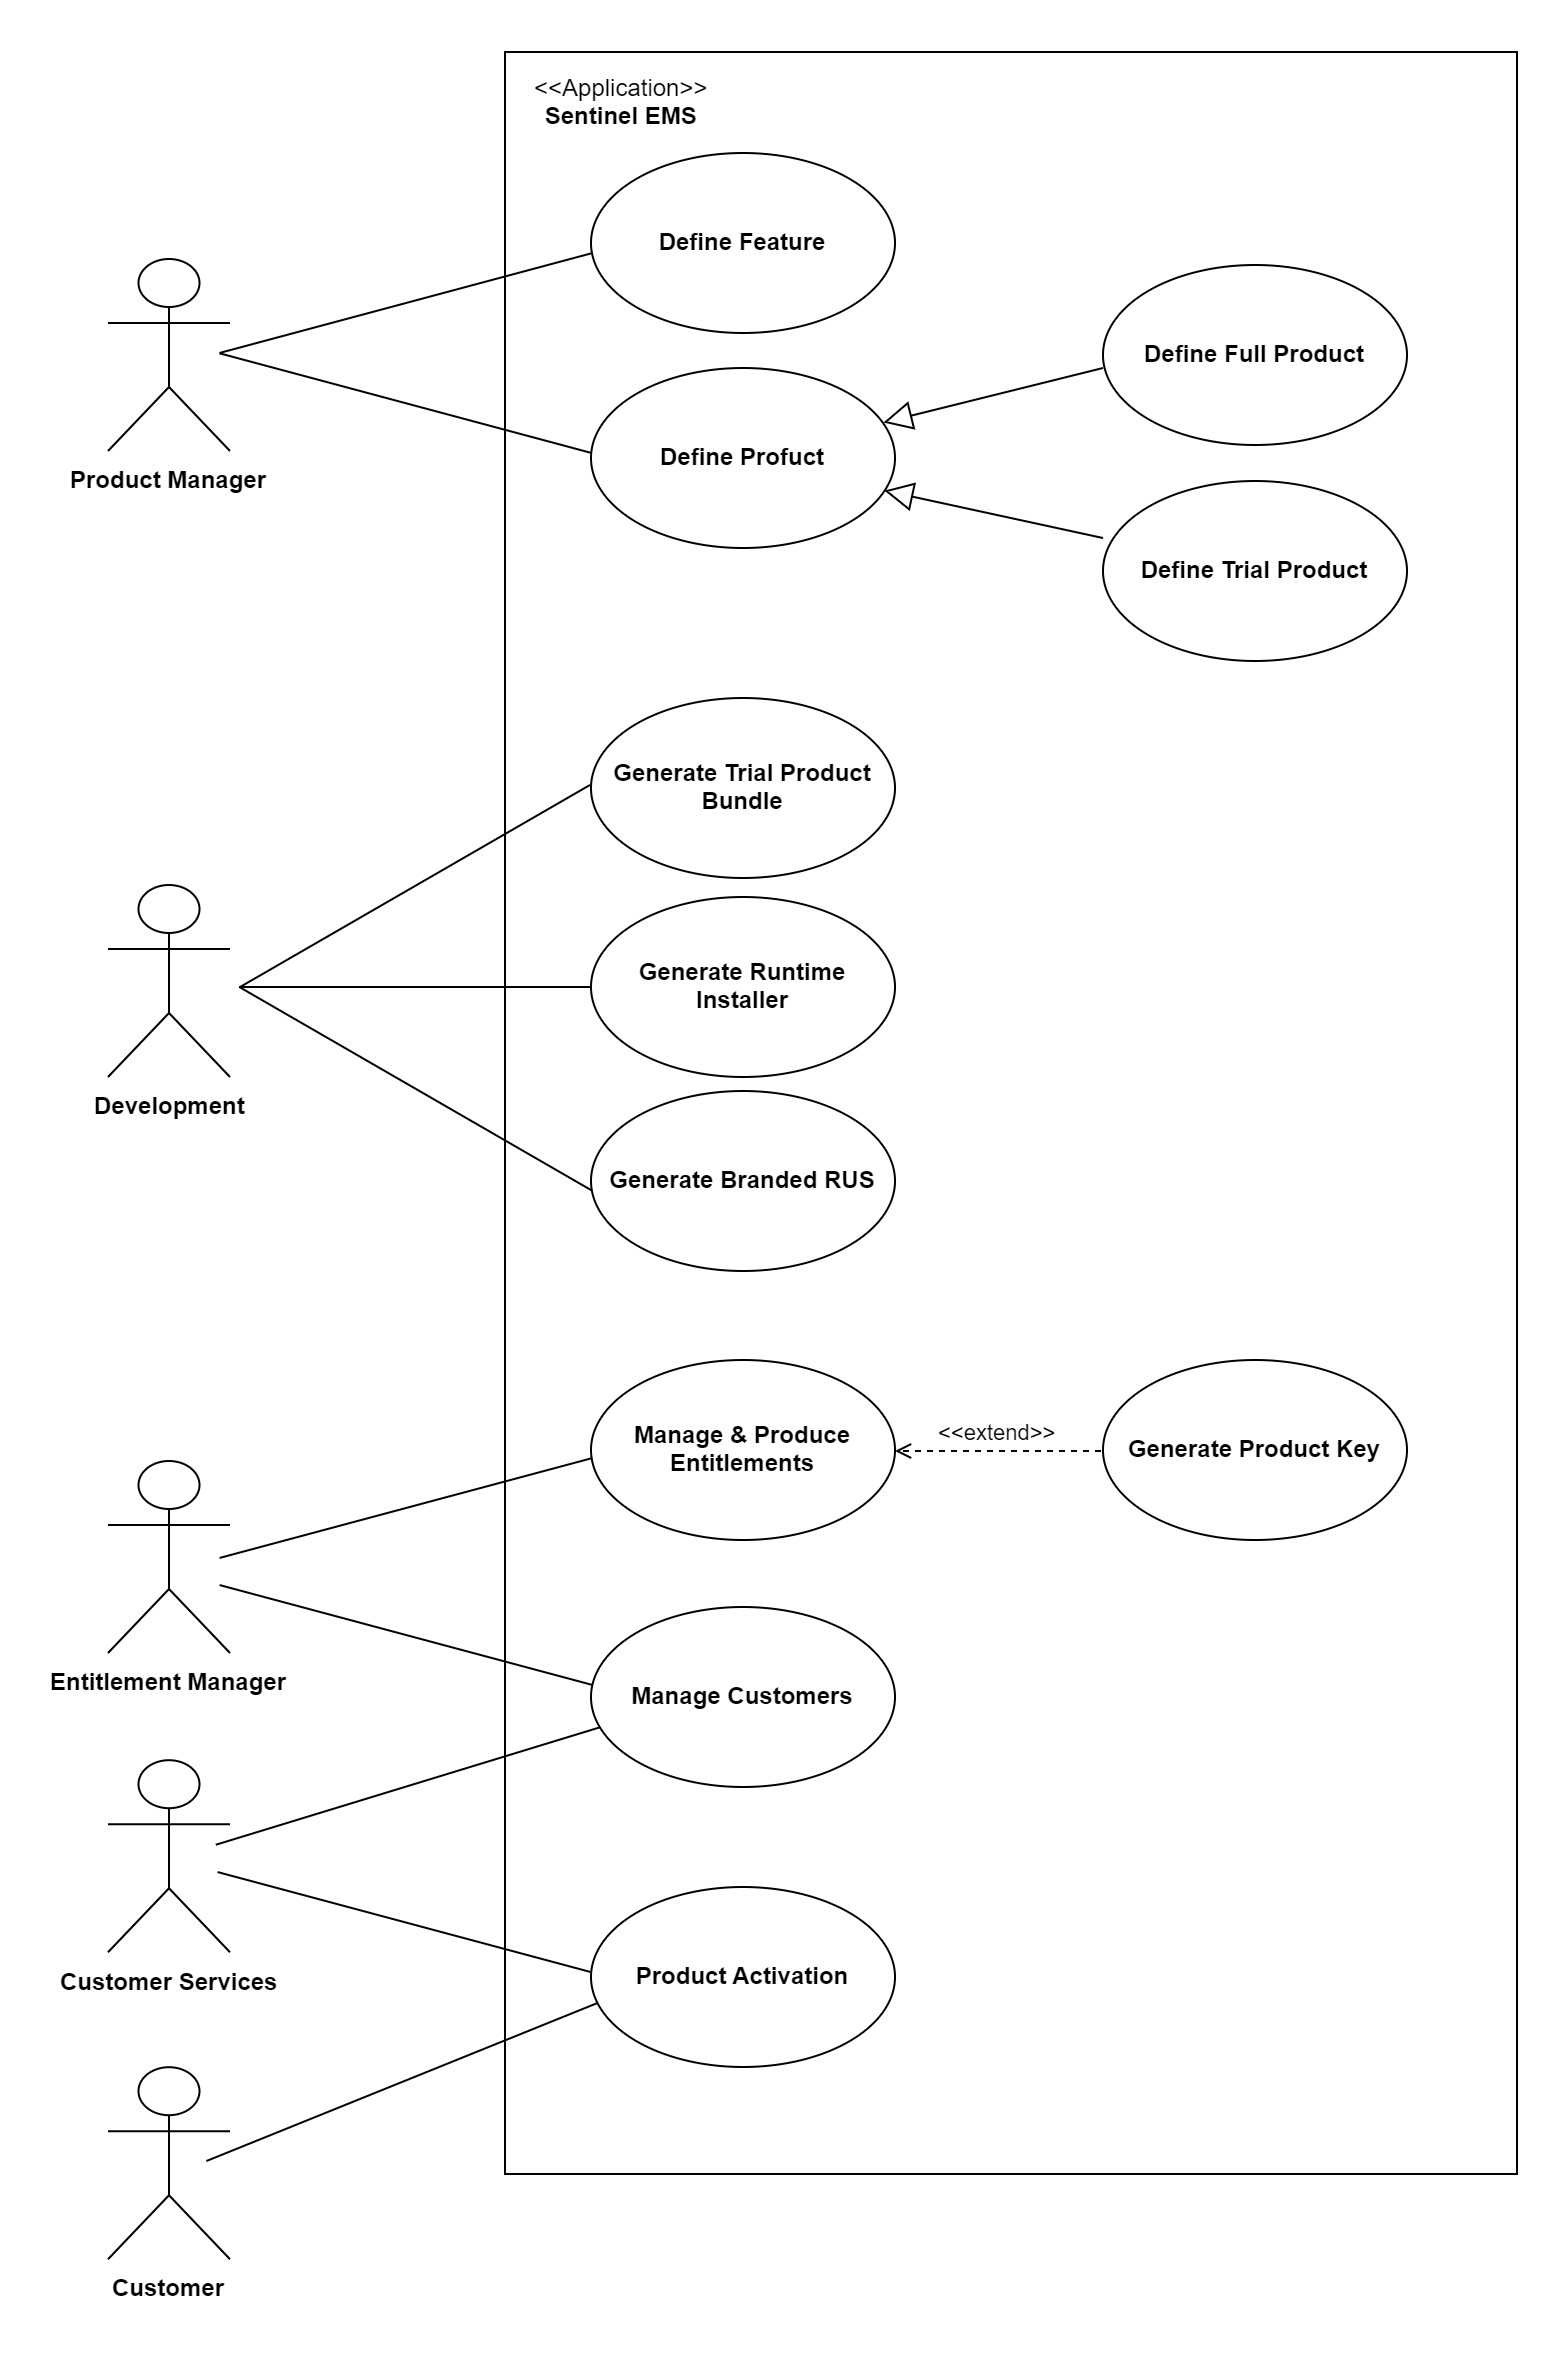 <<Application>>
Sentinel EMS
Define Feature
Define Full Product
Define Profuct
Product Manager
Define Trial Product
Generate Trial Product
Bundle
Generate Runtime
Installer
Development
Generate Branded RUS
Manage & Produce
Entitlements
<<extend>>
Generate Product Key
Entitlement Manager
Manage Customers
Customer Services
Product Activation
Customer